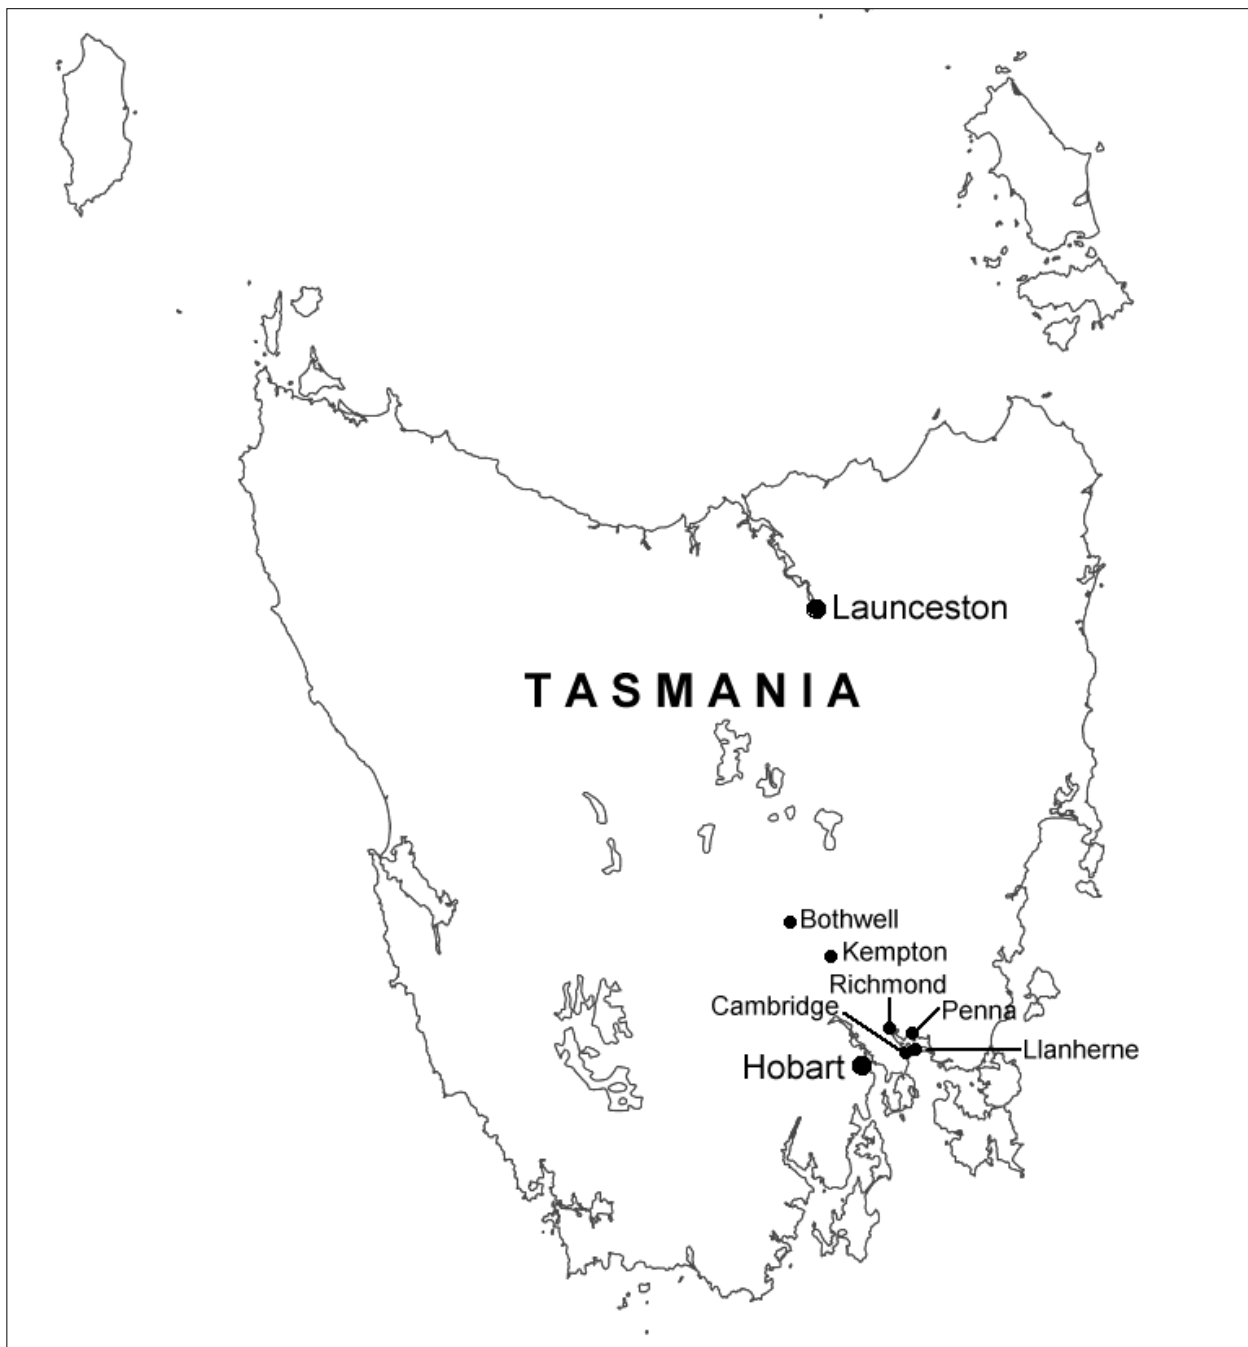 Launceston
TASMANIA
Bothwell
Kempton
Richmond
Cambridge
Penna
Llanherne
Hobart